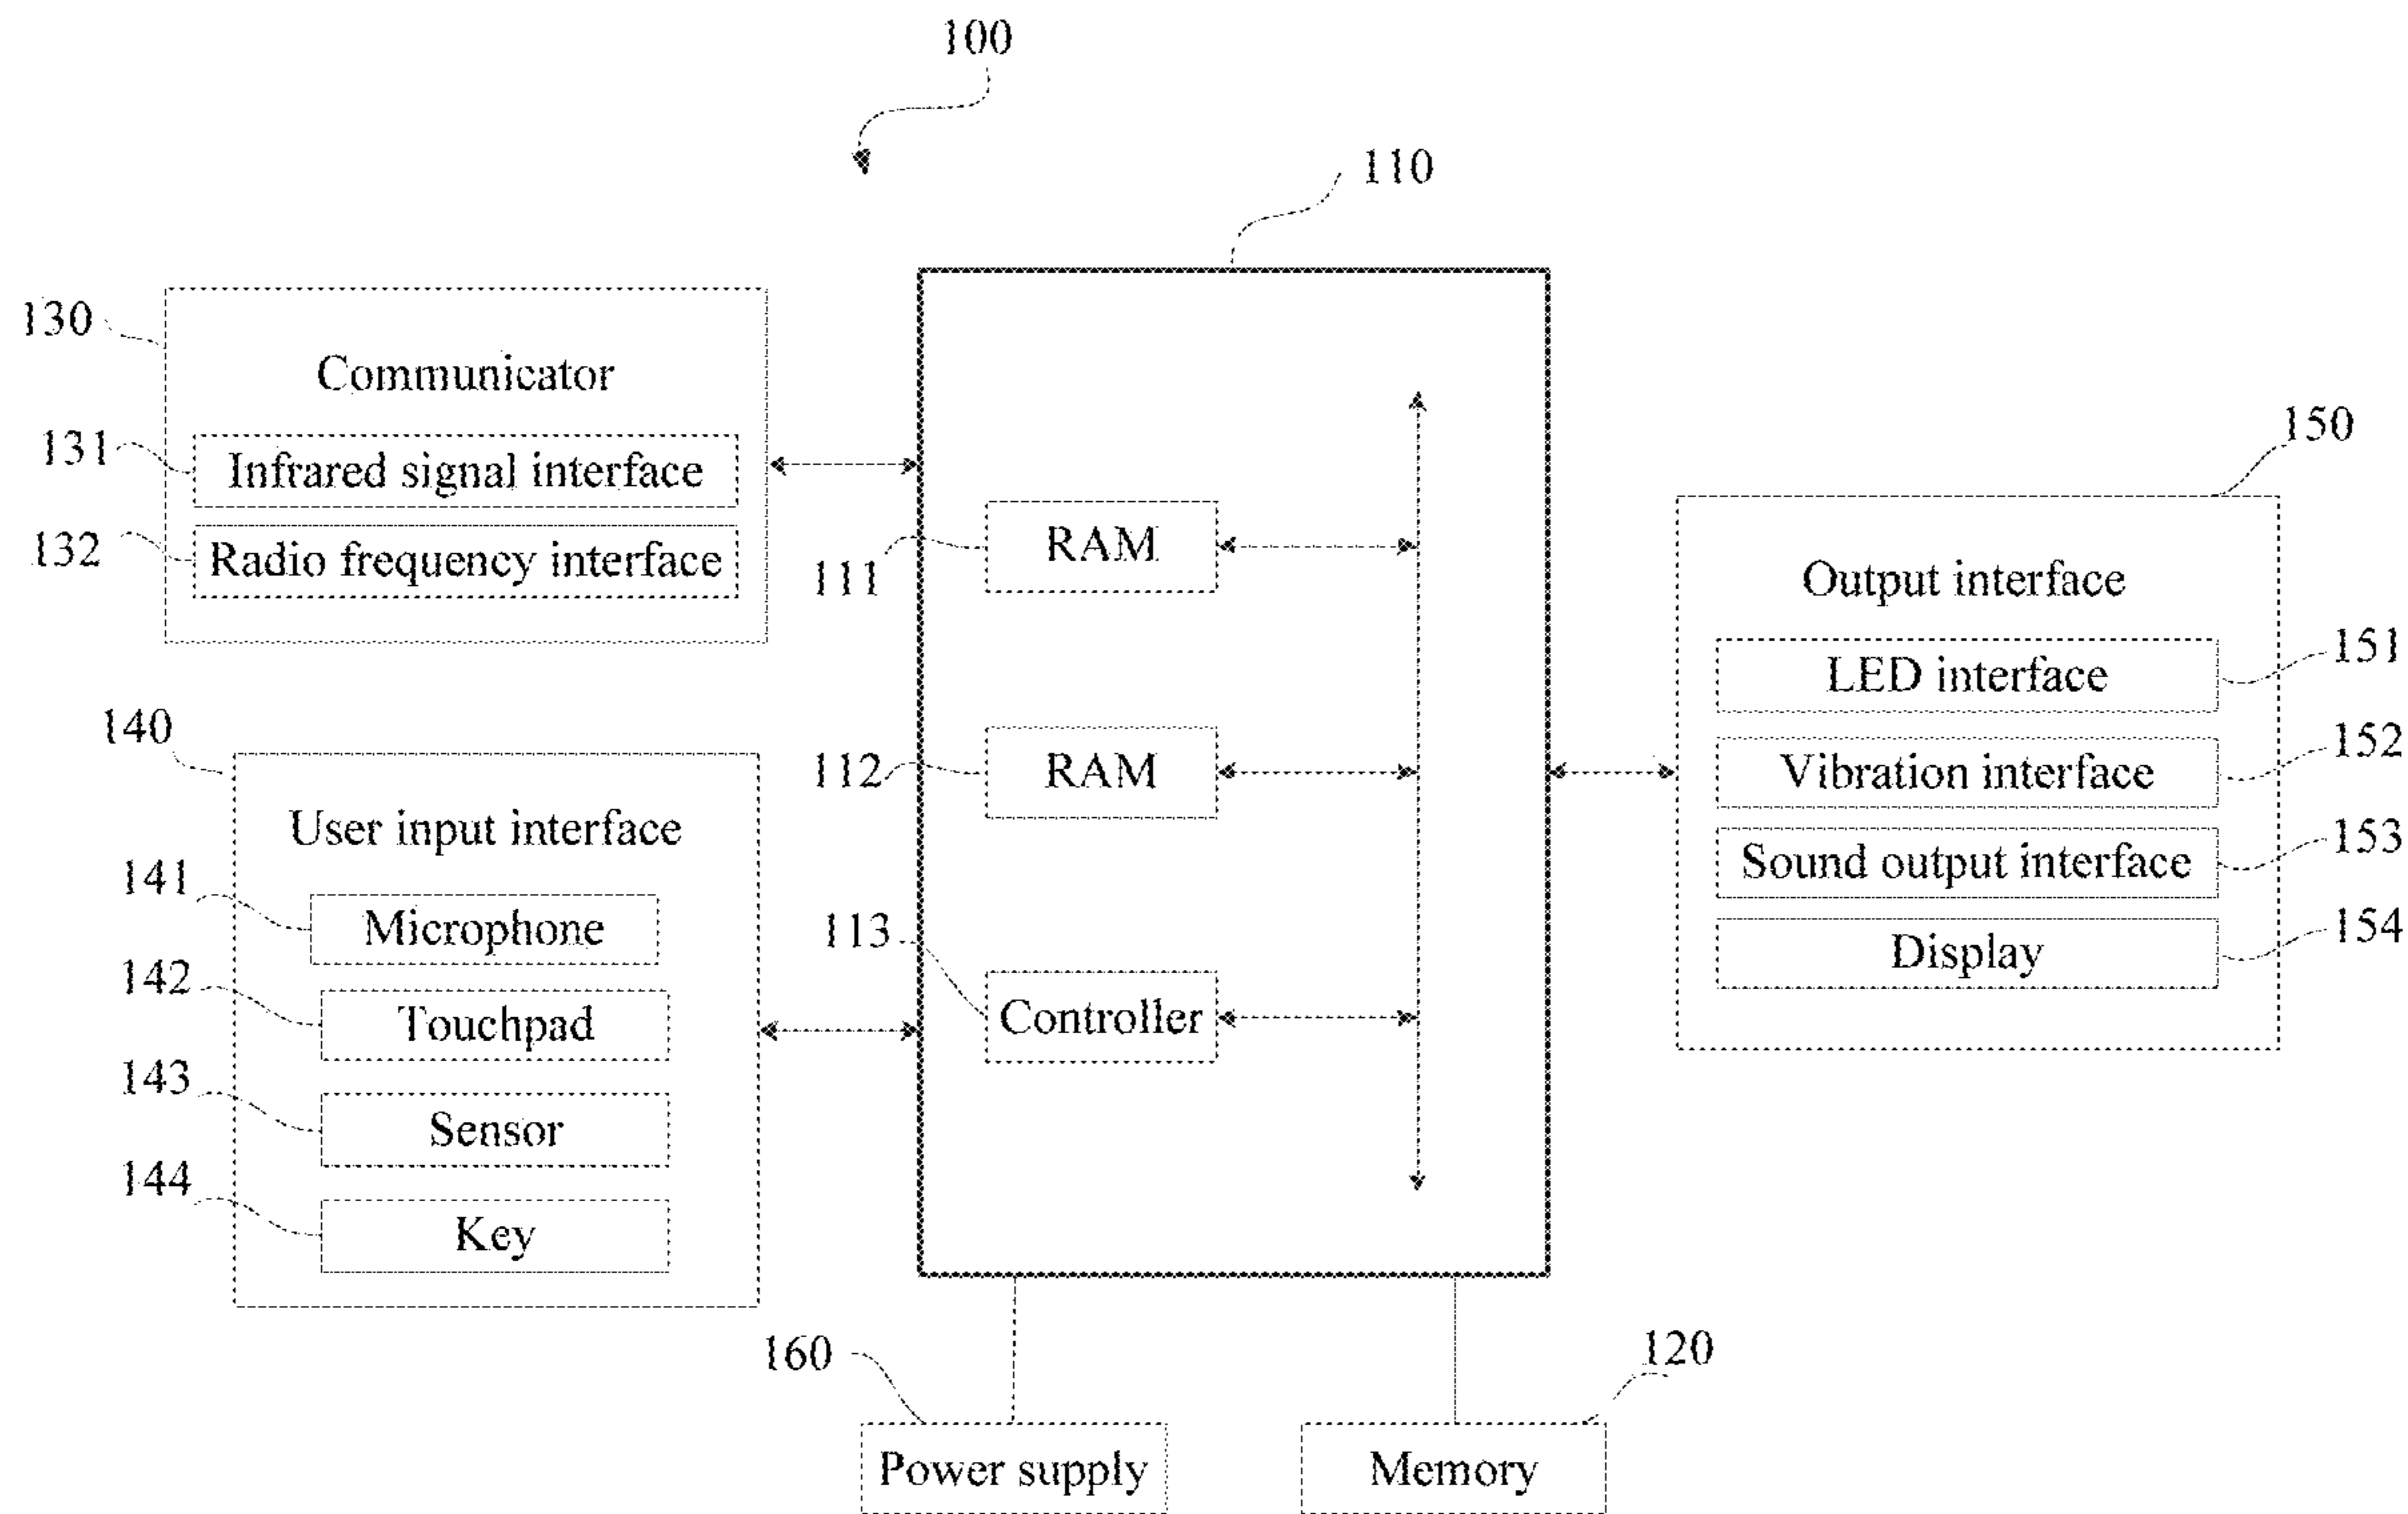 100
110
130
Communicator
131
Infrared signal interface
132
Radio frequency interface
140
User input interface
141
Microphone
142
Touchpad
143
Sensor
144
Key
111
RAM
112
RAM
113
Controller
150
Output interface
LED interface
151
Vibration interface
152
Sound output interface
153
Display
154
160
Power supply
120
Memory